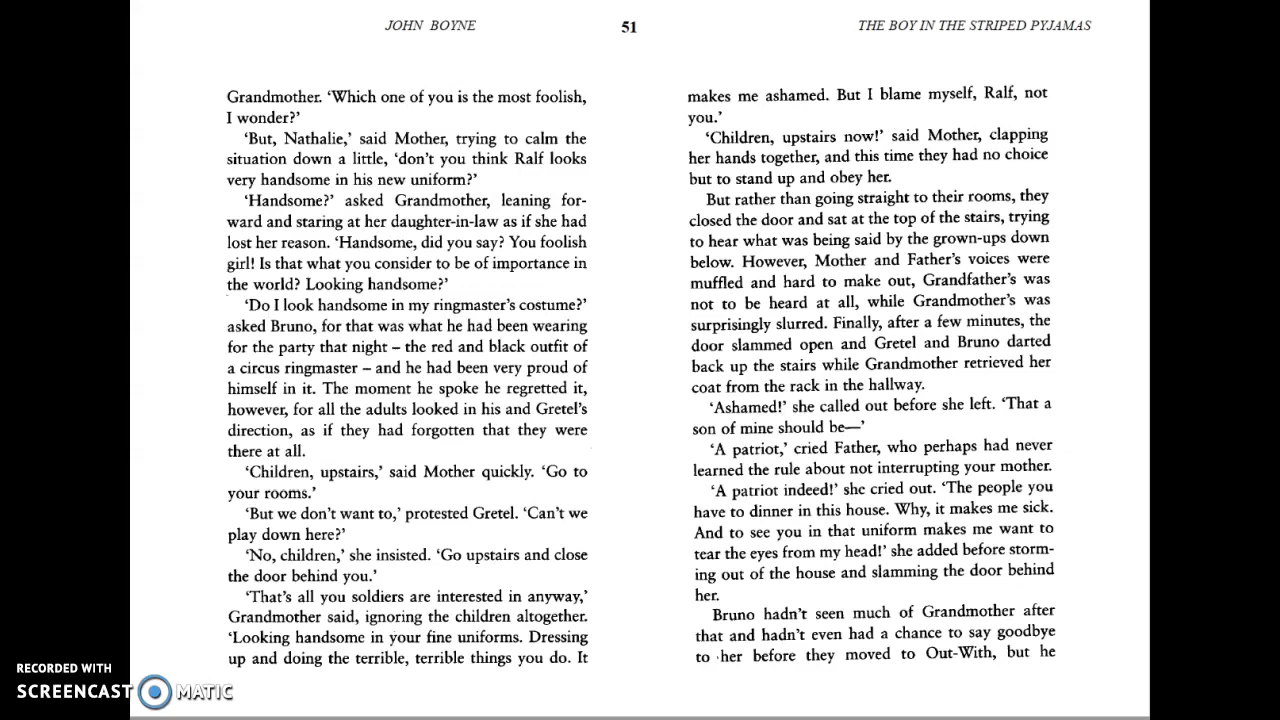 JOHN BOYNE
51
THE BOY IN THE STRIPED PYJAMAS
Grandmother. ‘Which one of you is the most foolish,
I wonder?’
‘But, Nathalie,’ said Mother, trying to calm the
situation down a little, ‘don’t you think Ralf looks
very handsome in his new uniform?’
‘Handsome?’ asked Grandmother, leaning for-
ward and staring at her daughter-in-law as if she had
lost her reason. ‘Handsome, did you say? You foolish
girl! Is that what you consider to be of importance in
the world? Looking handsome?’
‘Do I look handsome in my ringmaster’s costume?’
asked Bruno, for that was what he had been wearing
for the party that night – the red and black outfit of
a circus ringmaster – and he had been very proud of
himself in it. The moment he spoke he regretted it,
however, for all the adults looked in his and Gretel’s
direction, as if they had forgotten that they were
there at all.
‘Children, upstairs,’ said Mother quickly. ‘Go to
your rooms.’
‘But we don’t want to,’ protested Gretel. ‘Can’t we
play down here?’
‘No, children,’ she insisted. ‘Go upstairs and close
the door behind you.’
‘That’s all you soldiers are interested in anyway,’
Grandmother said, ignoring the children altogether.
‘Looking handsome in your fine uniforms. Dressing
up and doing the terrible, terrible things you do. It
makes me ashamed. But I blame myself, Ralf, not
you.’
‘Children, upstairs now!’ said Mother, clapping
her hands together, and this time they had no choice
but to stand up and obey her.
But rather than going straight to their rooms, they
closed the door and sat at the top of the stairs, trying
to hear what was being said by the grown-ups down
below. However, Mother and Father’s voices were
muffled and hard to make out, Grandfather’s was
not to be heard at all, while Grandmother’s was
surprisingly slurred. Finally, after a few minutes, the
door slammed open and Gretel and Bruno darted
back up the stairs while Grandmother retrieved her
coat from the rack in the hallway.
‘Ashamed!’ she called out before she left. ‘That a
son of mine should be—’
‘A patriot,’ cried Father, who perhaps had never
learned the rule about not interrupting your mother.
‘A patriot indeed!’ she cried out. ‘The people you
have to dinner in this house. Why, it makes me sick.
And to see you in that uniform makes me want to
tear the eyes from my head!’ she added before storm-
ing out of the house and slamming the door behind
her.
Bruno hadn’t seen much of Grandmother after
that and hadn’t even had a chance to say goodbye
to her before they moved to Out-With, but he
RECORDED WITH
SCREENCAST MATIC